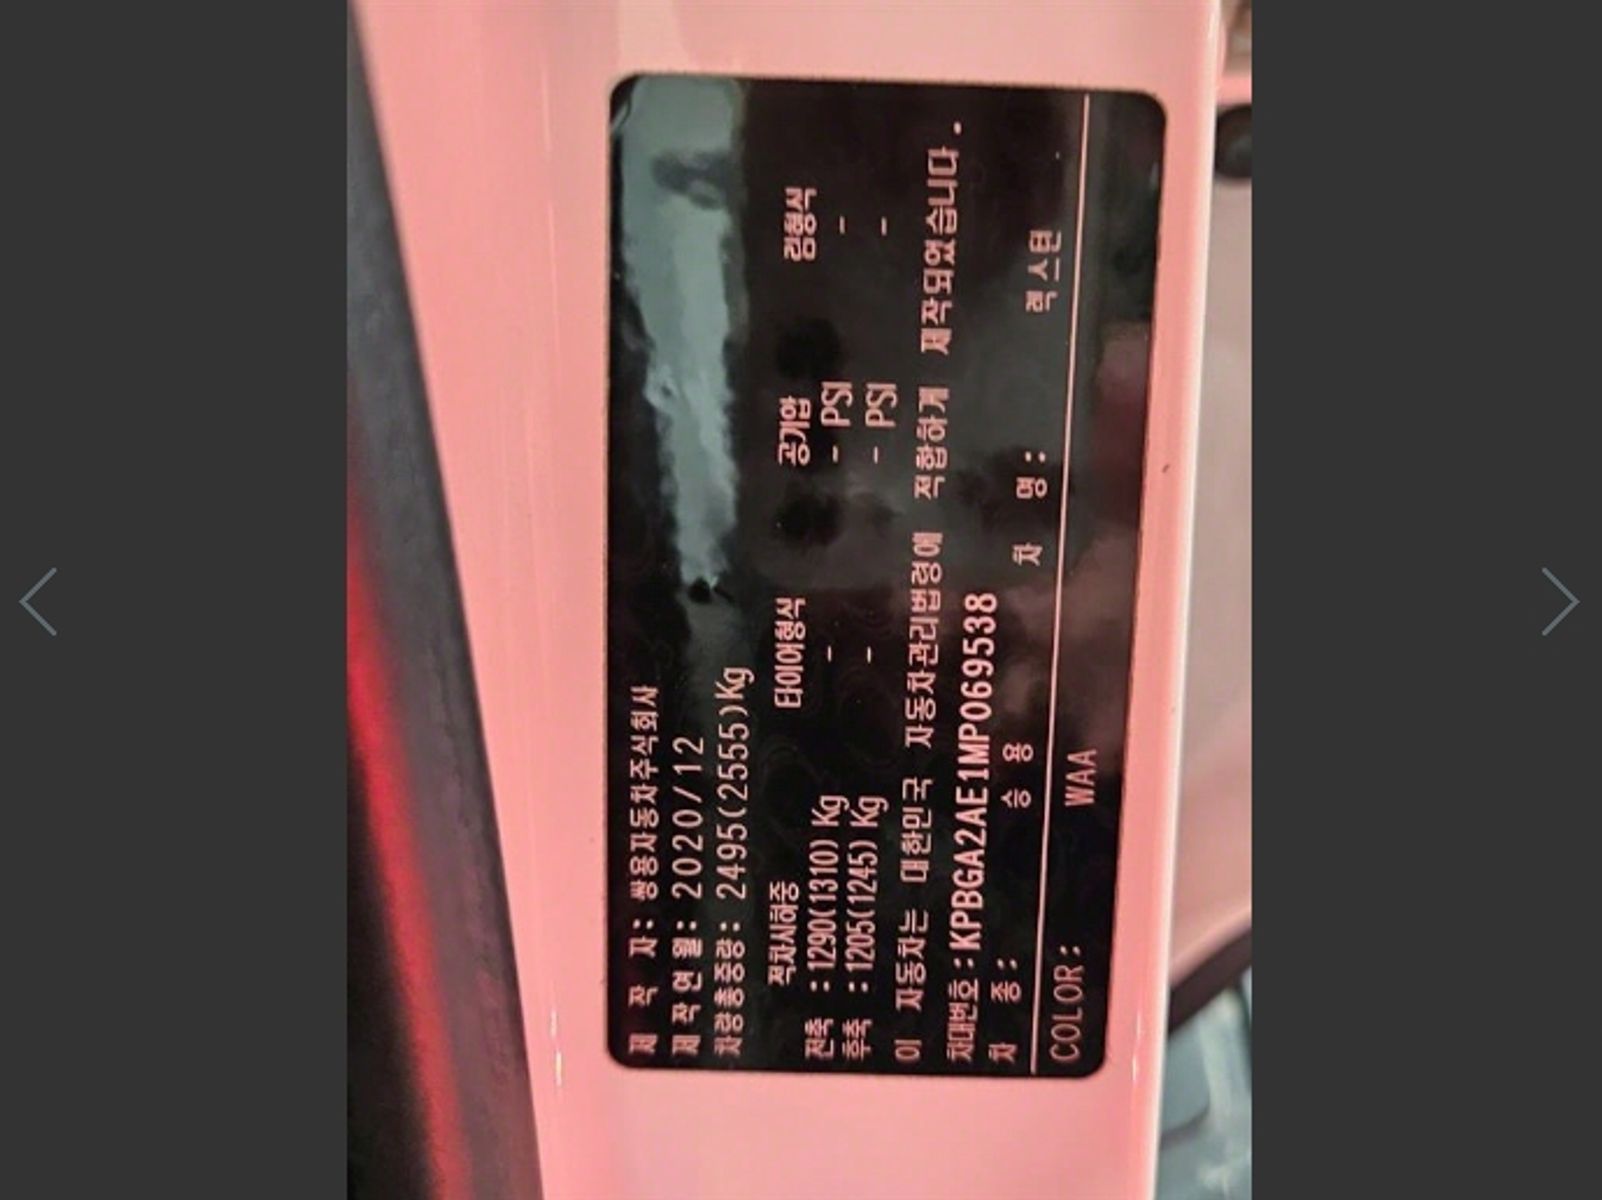 제 작 자: 쌍용자동차주식회사
제작연월: 2020/12
차량총중량: 2495(2555)Kg
적차시하중 타이어형식 공기압 림형식
전축 :1290(1310) Kg - - PSI -
후축 :1205(1245) Kg - - PSI -
이 자동차는 대한민국 자동차관리법령에 적합하게 제작되었습니다.
차대번호:KPBGA2AE1MP069538
차 종: 승 용 차 명: 렉스턴
COLOR: WAA